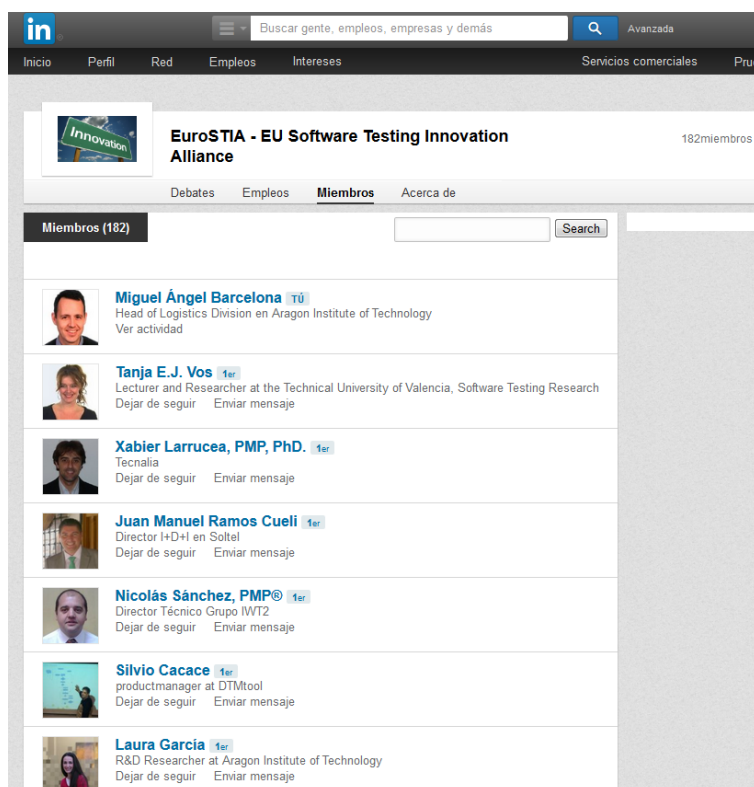 in
Buscar gente, empleos, empresas y demás
Avanzada
Inicio Perfil Red Empleos Intereses Servicios comerciales Pru
Innovation
EuroSTIA - EU Software Testing Innovation
Alliance
182miembros
Debates Empleos Miembros Acerca de
Miembros (182)
Search
Miguel Ángel Barcelona TÚ
Head of Logistics Division en Aragon Institute of Technology
Ver actividad
Tanja E.J. Vos 1er
Lecturer and Researcher at the Technical University of Valencia, Software Testing Research
Dejar de seguir Enviar mensaje
Xabier Larrucea, PMP, PhD. 1er
Tecnalia
Dejar de seguir Enviar mensaje
Juan Manuel Ramos Cueli 1er
Director I+D+I en Soltel
Dejar de seguir Enviar mensaje
Nicolás Sánchez, PMP® 1er
Director Técnico Grupo IWT2
Dejar de seguir Enviar mensaje
Silvio Cacace 1er
productmanager at DTMtool
Dejar de seguir Enviar mensaje
Laura García 1er
R&D Researcher at Aragon Institute of Technology
Dejar de seguir Enviar mensaje